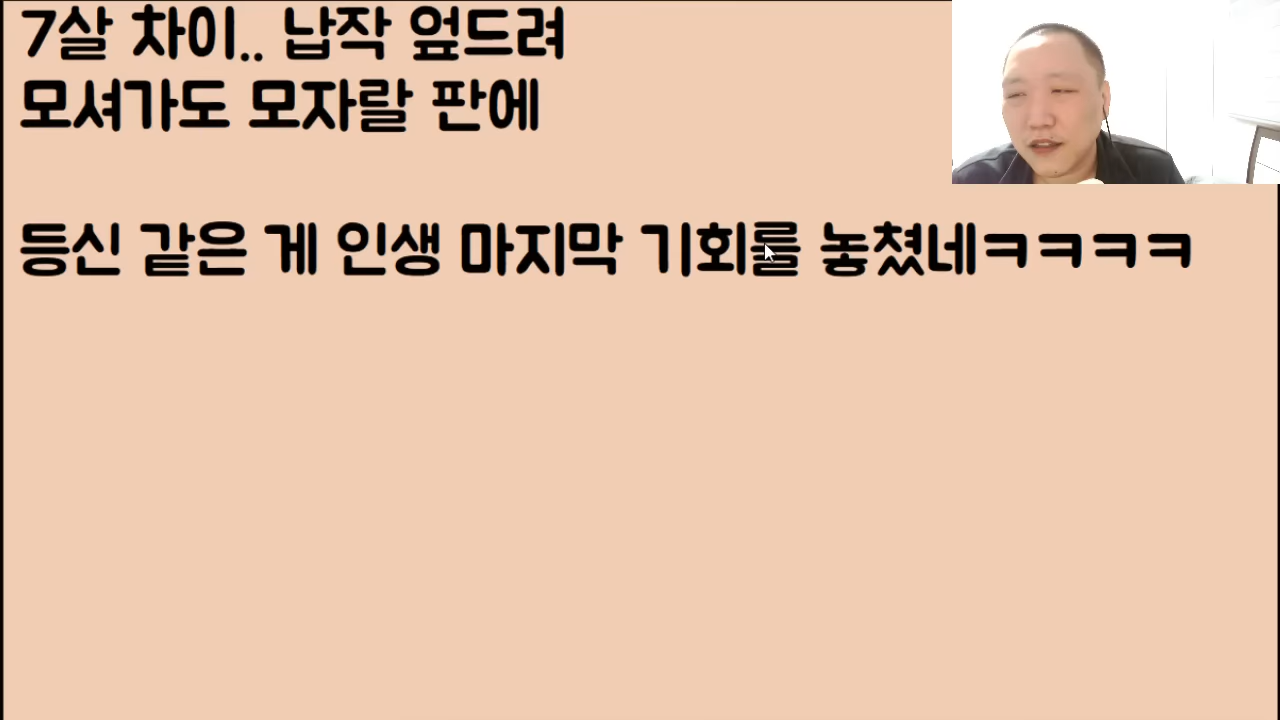 7살 차이.. 납작 엎드려
모셔가도 모자랄 판에
등신 같은 게 인생 마지막 기회를 놓쳤네ㅋㅋㅋㅋ